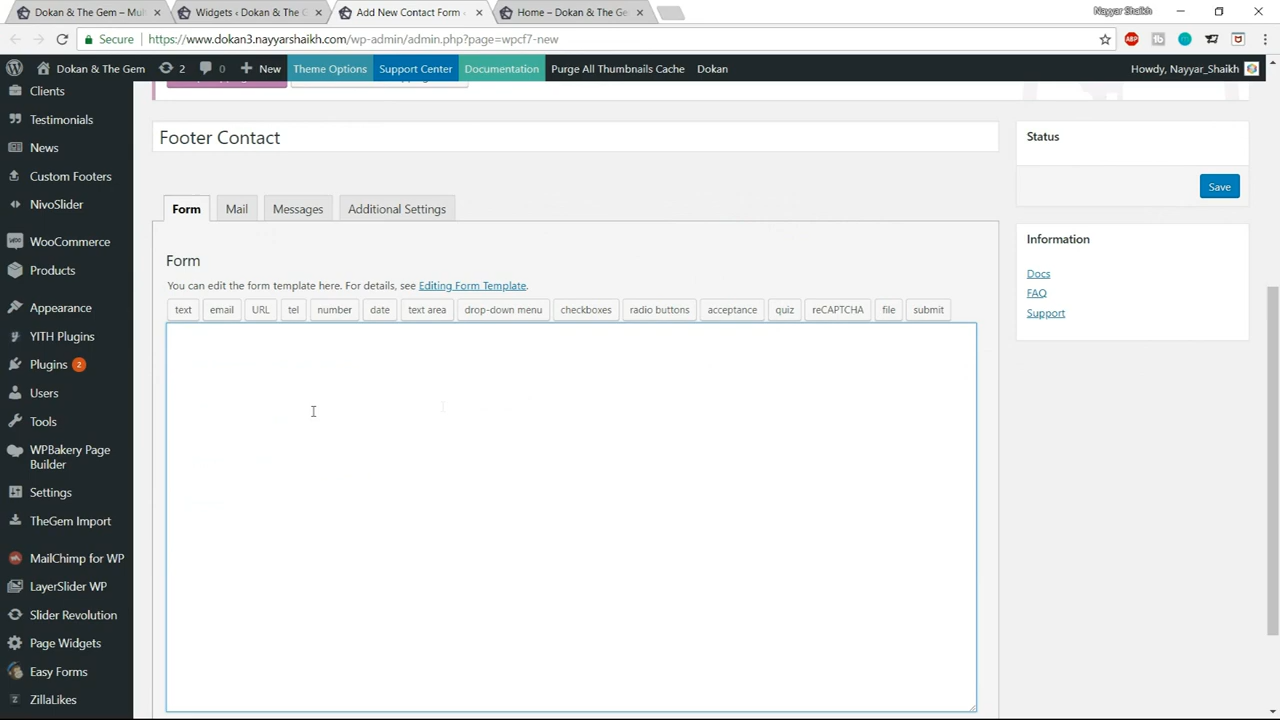 Dokan & The Gem – Mul
Widgets ‹ Dokan & The G
Add New Contact Form ‹
Home – Dokan & The Ge
Nayyar Shaikh
Secure
https://www.dokan3.nayyarshaikh.com/wp-admin/admin.php?page=wpcf7-new
ABP
Dokan & The Gem
2
0
New
Theme Options
Support Center
Documentation
Purge All Thumbnails Cache
Dokan
Howdy, Nayyar_Shaikh
Clients
Testimonials
News
Custom Footers
NivoSlider
WooCommerce
Products
Appearance
YITH Plugins
Plugins 2
Users
Tools
WPBakery Page
Builder
Settings
TheGem Import
MailChimp for WP
LayerSlider WP
Slider Revolution
Page Widgets
Easy Forms
ZillaLikes
Footer Contact
Form
Mail
Messages
Additional Settings
Form
You can edit the form template here. For details, see Editing Form Template.
text
email
URL
tel
number
date
text area
drop-down menu
checkboxes
radio buttons
acceptance
quiz
reCAPTCHA
file
submit
Status
Save
Information
Docs
FAQ
Support